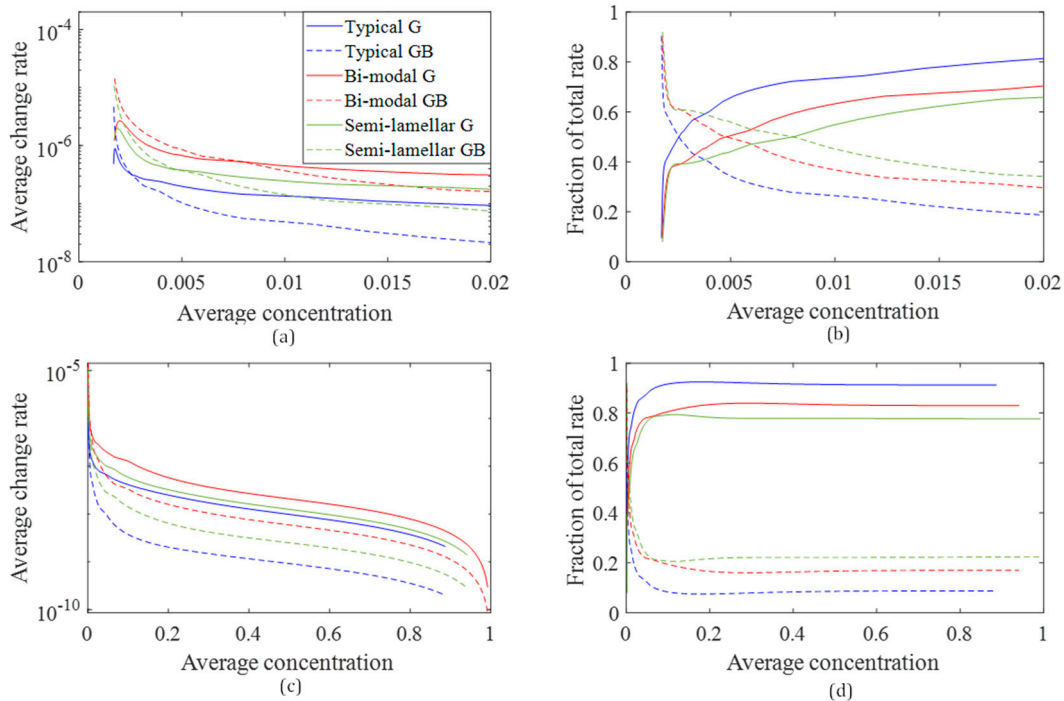 Average change rate
10^-4
10^-6
10^-8
0
0.005
0.01
0.015
0.02
Average concentration
(a)
Typical G
Typical GB
Bi-modal G
Bi-modal GB
Semi-lamellar G
Semi-lamellar GB
Fraction of total rate
1
0.8
0.6
0.4
0.2
0
0
0.005
0.01
0.015
0.02
Average concentration
(b)
Average change rate
10^-5
10^-10
0
0.2
0.4
0.6
0.8
1
Average concentration
(c)
Fraction of total rate
1
0.8
0.6
0.4
0.2
0
0
0.2
0.4
0.6
0.8
1
Average concentration
(d)